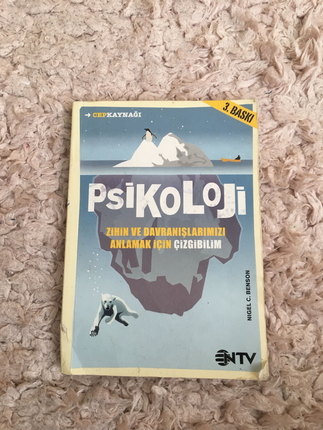 → CEPKAYNAĞI
3. BASKI
PSİKOLOJİ
ZİHİN VE DAVRANIŞLARIMIZI
ANLAMAK İÇİN ÇİZGİBİLİM
NIGEL C. BENSON
NTV